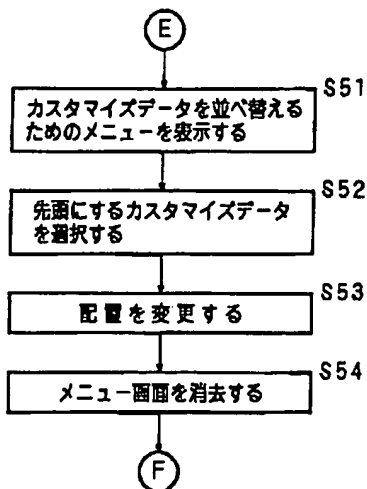 E
S51
カスタマイズデータを並べ替える
ためのメニューを表示する
S52
先頭にするカスタマイズデータ
を選択する
S53
配置を変更する
S54
メニュー画面を消去する
F